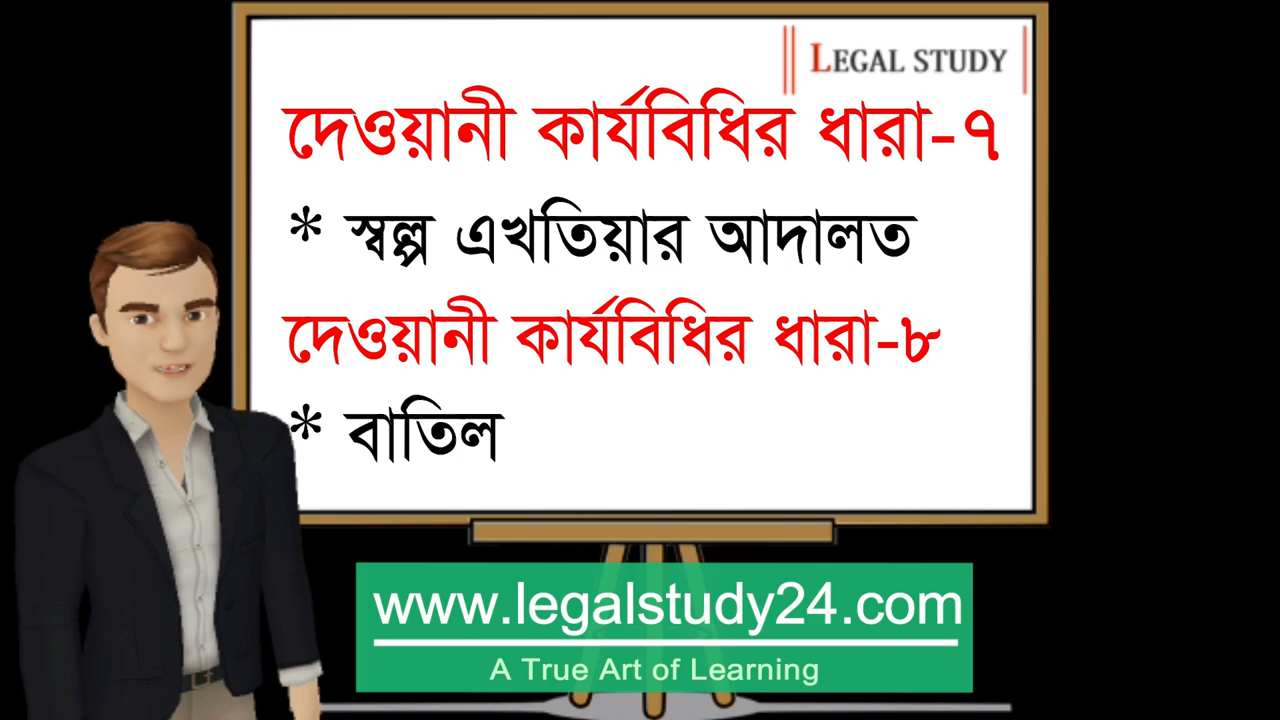 LEGAL STUDY
দেওয়ানী কার্যবিধির ধারা-৭
* স্বল্প এখতিয়ার আদালত
দেওয়ানী কার্যবিধির ধারা-৮
* বাতিল
www.legalstudy24.com
A True Art of Learning